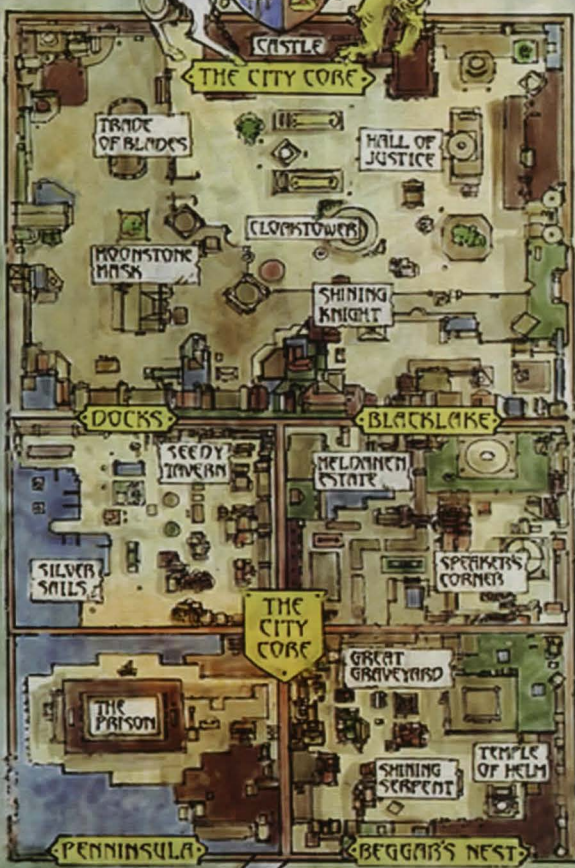 CASTLE
THE CITY CORE
TRADE
OF BLADES
HALL OF
JUSTICE
CLOAKTOWER
MOONSTONE
MASK
SHINING
KNIGHT
DOCKS
BLACKLAKE
SEEDY
TAVERN
MELDANEN
ESTATE
SILVER
SAILS
SPEAKER'S
CORNER
THE
CITY
CORE
GREAT
GRAVEYARD
THE
PRISON
TEMPLE
OF HELM
SHINING
SERPENT
PENNINSULA
BEGGAR'S NEST